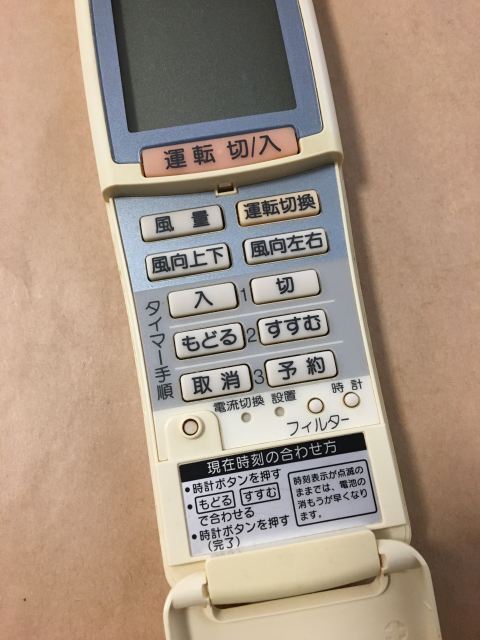 運転 切/入
風量 運転切換
風向上下 風向左右
タイマー手順
入 1 切
もどる 2 すすむ
取消 3 予約
電流切換 設置 フィルター 時計
現在時刻の合わせ方
•時計ボタンを押す
•もどる すすむ
で合わせる
•時計ボタンを押す
(完了)
時刻表示が点滅の
ままでは、電池の
消もうが早くなり
ます。